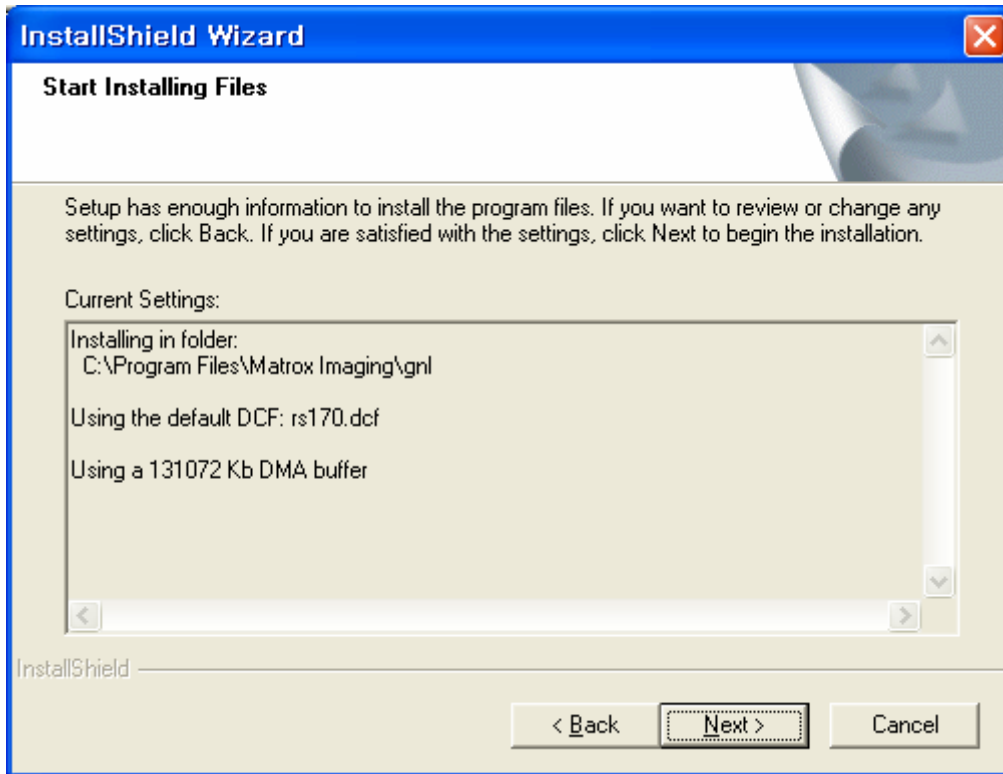 InstallShield Wizard
Start Installing Files
Setup has enough information to install the program files. If you want to review or change any
settings, click Back. If you are satisfied with the settings, click Next to begin the installation.
Current Settings:
Installing in folder:
C:\Program Files\Matrox Imaging\gnl
Using the default DCF: rs170.dcf
Using a 131072 Kb DMA buffer
InstallShield
< Back
Next >
Cancel